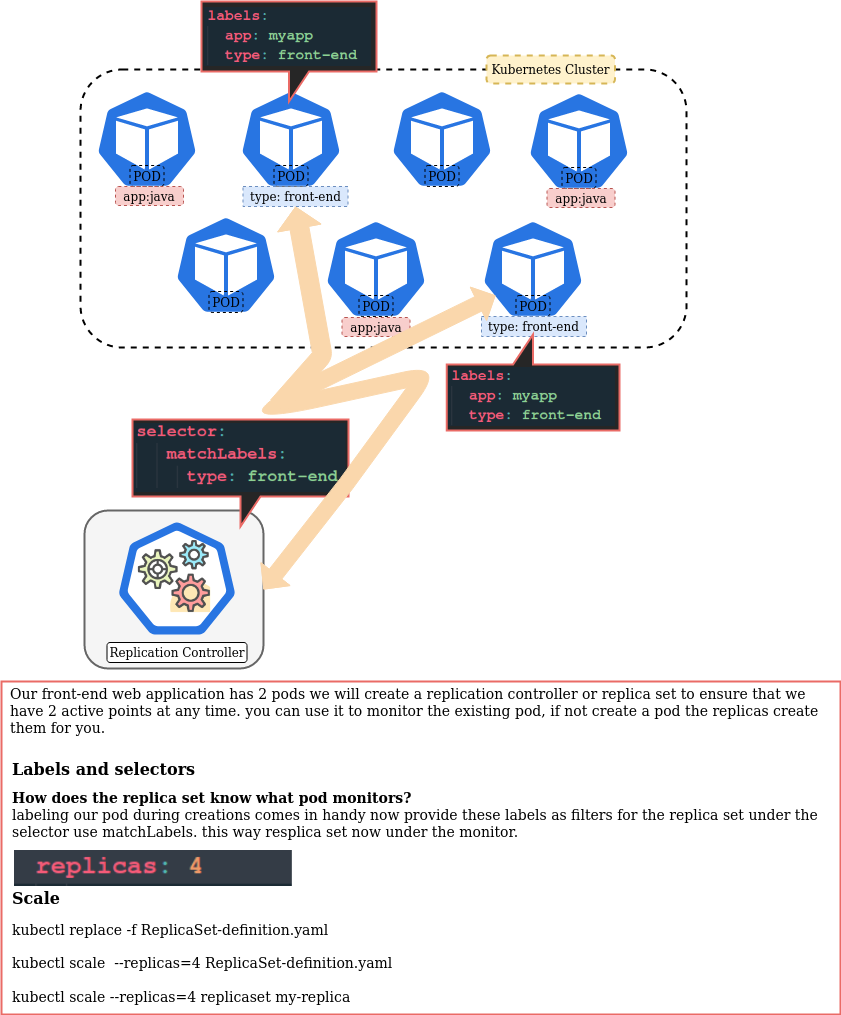 labels:
app: myapp
type: front-end
Kubernetes Cluster
POD
app:java
POD
type: front-end
POD
POD
app:java
POD
POD
app:java
POD
type: front-end
labels:
app: myapp
type: front-end
selector:
matchLabels:
type: front-end
Replication Controller
Our front-end web application has 2 pods we will create a replication controller or replica set to ensure that we
have 2 active points at any time. you can use it to monitor the existing pod, if not create a pod the replicas create
them for you.
Labels and selectors
How does the replica set know what pod monitors?
labeling our pod during creations comes in handy now provide these labels as filters for the replica set under the
selector use matchLabels. this way resplica set now under the monitor.
replicas: 4
Scale
kubectl replace -f ReplicaSet-definition.yaml
kubectl scale  --replicas=4 ReplicaSet-definition.yaml
kubectl scale --replicas=4 replicaset my-replica